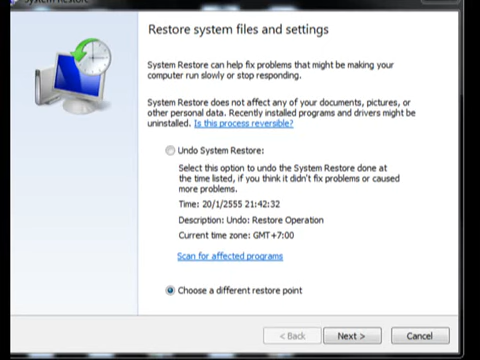 System Restore
Restore system files and settings
System Restore can help fix problems that might be making your
computer run slowly or stop responding.
System Restore does not affect any of your documents, pictures, or
other personal data. Recently installed programs and drivers might be
uninstalled. Is this process reversible?
Undo System Restore:
Select this option to undo the System Restore done at
the time listed, if you think it didn't fix problems or caused
more problems.
Time: 20/1/2555 21:42:32
Description: Undo: Restore Operation
Current time zone: GMT+7:00
Scan for affected programs
Choose a different restore point
< Back
Next >
Cancel